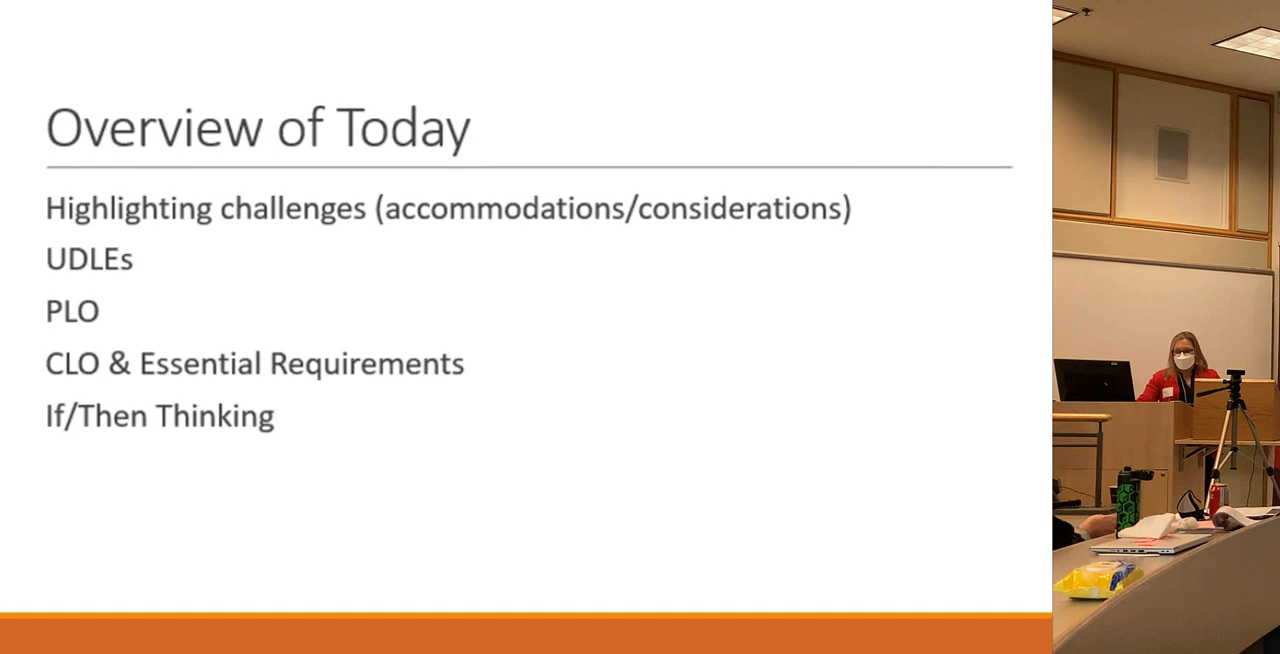 Overview of Today
Highlighting challenges (accommodations/considerations)
UDLEs
PLO
CLO & Essential Requirements
If/Then Thinking